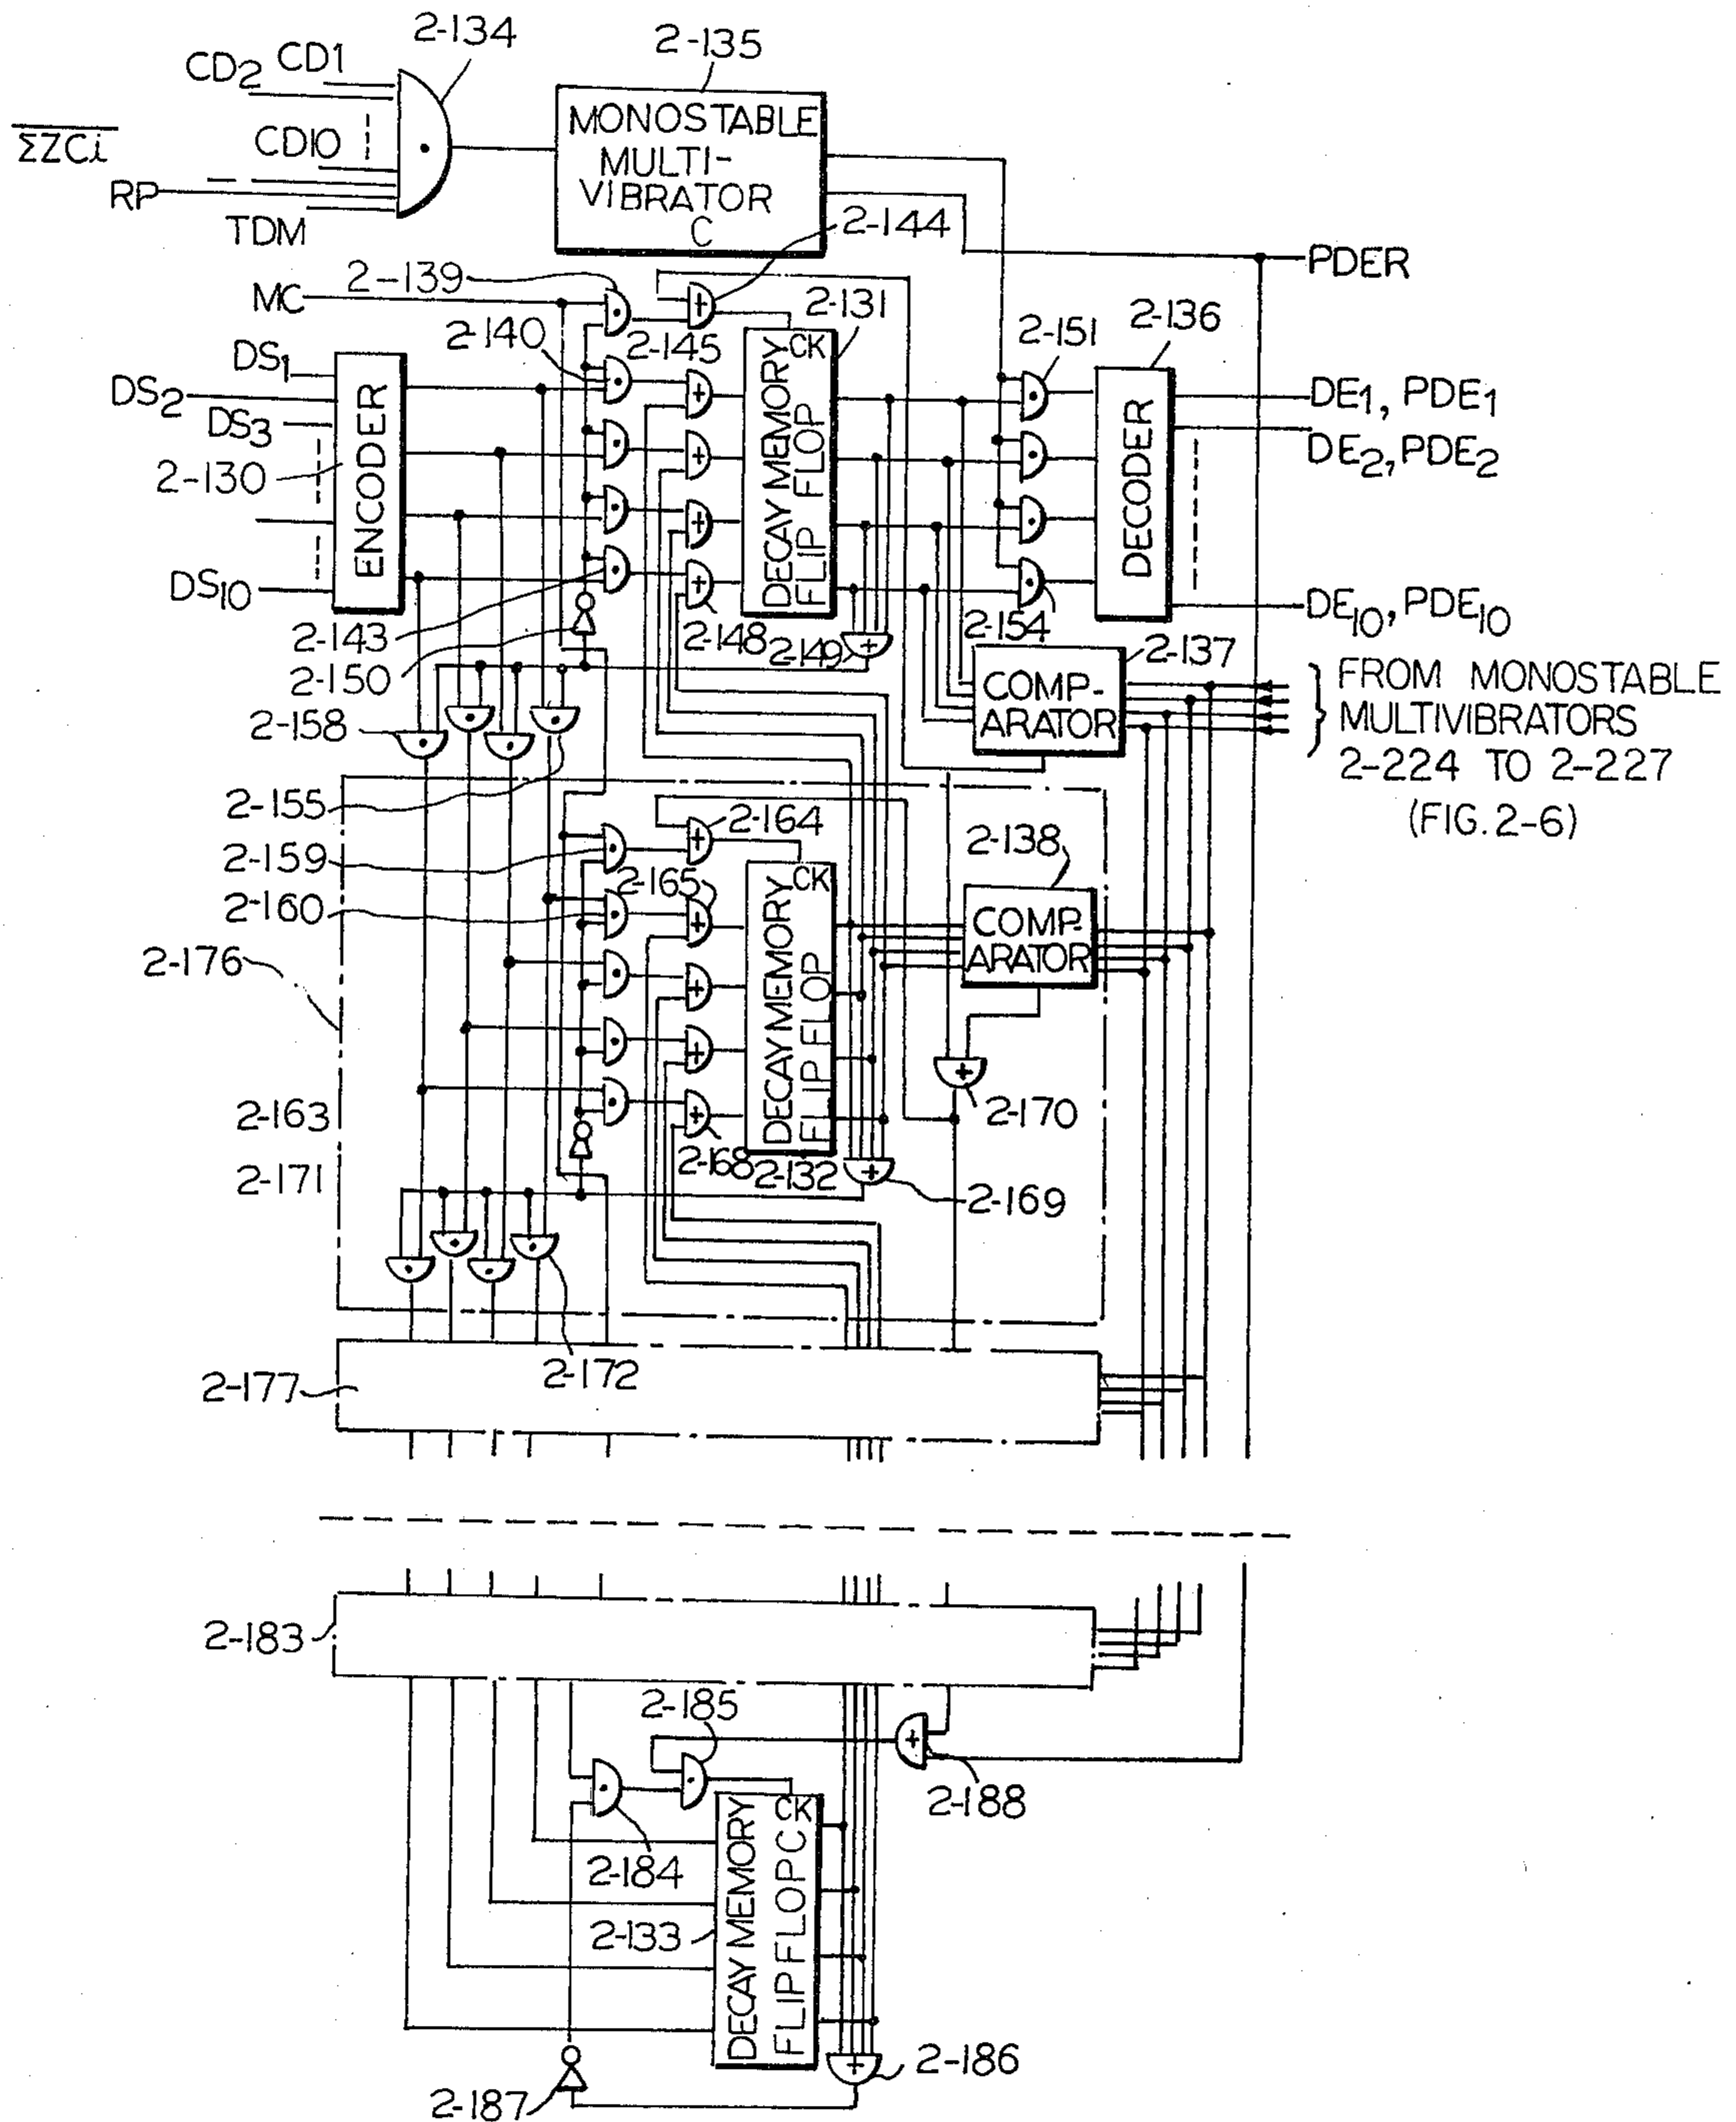 2-134
2-135
CD2 CD1
ΣZCi
CD10
RP
TDM
MONOSTABLE
MULTI-
VIBRATOR
C
2-144
PDER
2-139
MC
2-131
2-140
2-145
CK
2-151
2-136
DS1
DS2
DS3
2-130
DS10
ENCODER
DECAY MEMORY
FLIP FLOP
DECODER
DE1, PDE1
DE2, PDE2
DE10, PDE10
2-143
2-148
2-149
2-154
2-150
2-137
COMP-
ARATOR
FROM MONOSTABLE
MULTIVIBRATORS
2-224 TO 2-227
(FIG. 2-6)
2-158
2-155
2-164
2-159
2-138
2-165
CK
2-160
COMP-
ARATOR
2-176
DECAY MEMORY
FLIP FLOP
2-163
2-170
2-171
2-168
2-132
2-169
2-172
2-177
2-183
2-185
2-188
CK
2-184
2-133
DECAY MEMORY
FLIP FLOP C
2-186
2-187